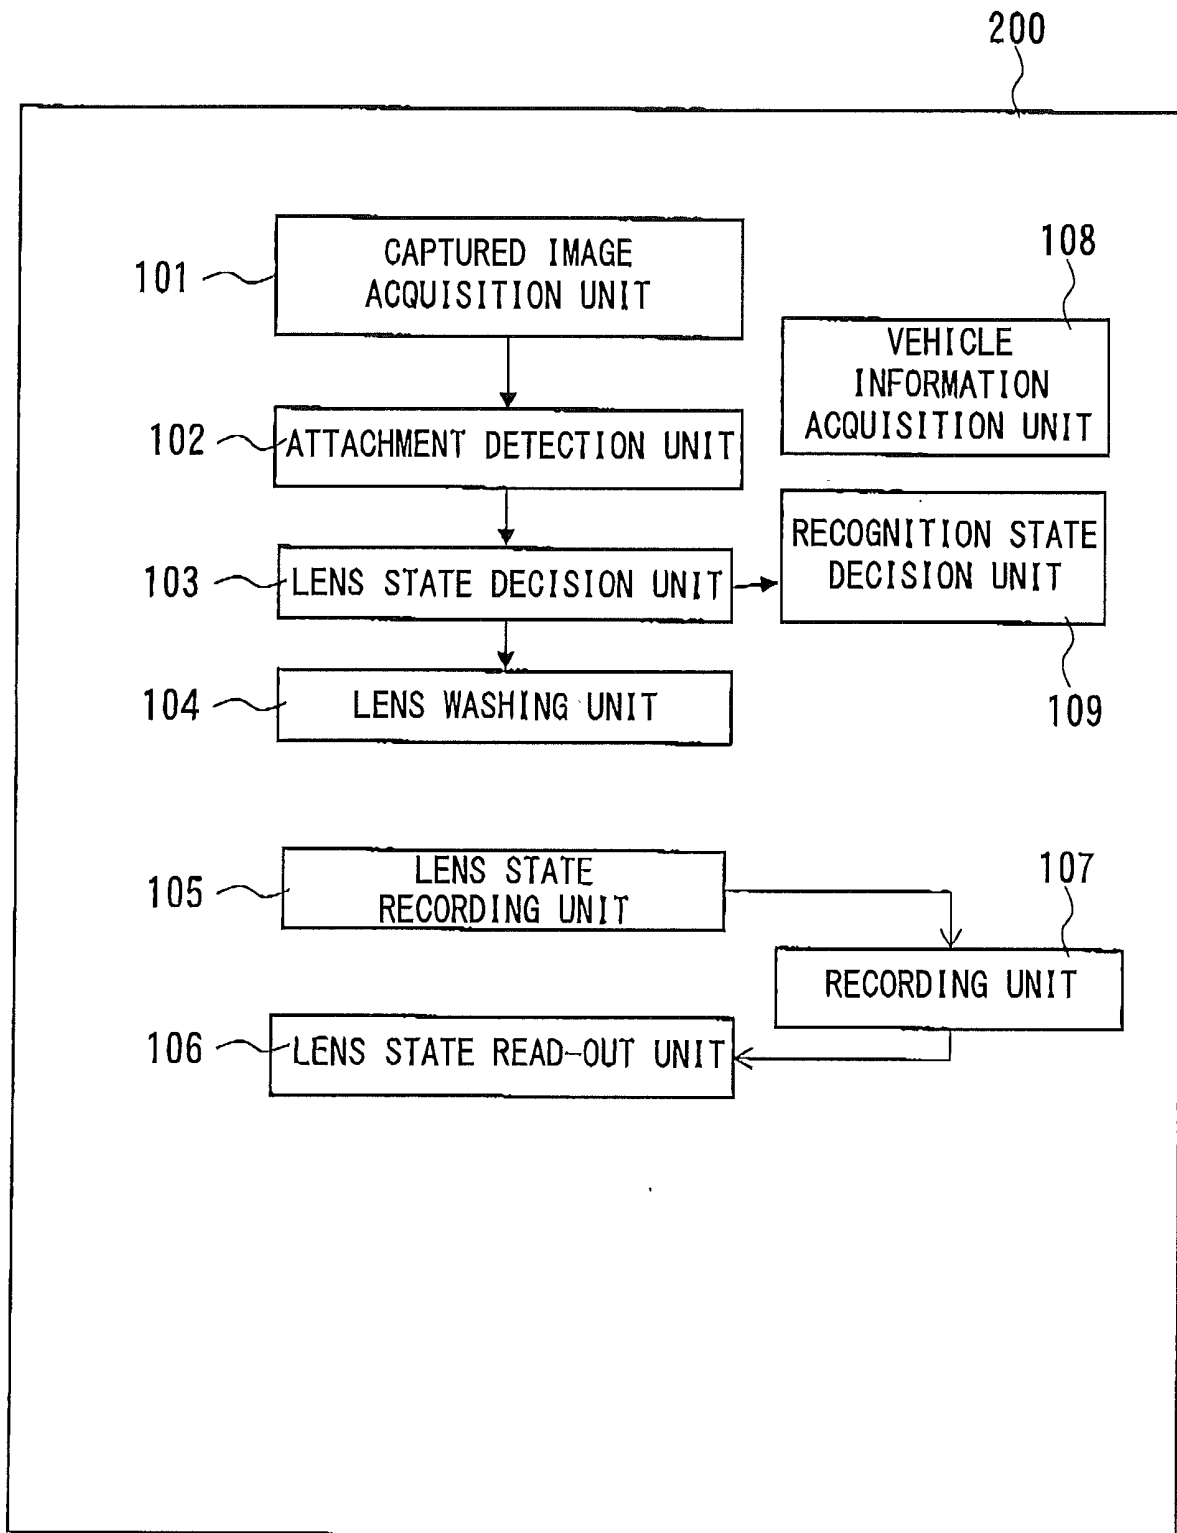 200
101
CAPTURED IMAGE
ACQUISITION UNIT
108
VEHICLE
INFORMATION
ACQUISITION UNIT
102
ATTACHMENT DETECTION UNIT
103
LENS STATE DECISION UNIT
RECOGNITION STATE
DECISION UNIT
109
104
LENS WASHING UNIT
105
LENS STATE
RECORDING UNIT
107
RECORDING UNIT
106
LENS STATE READ-OUT UNIT